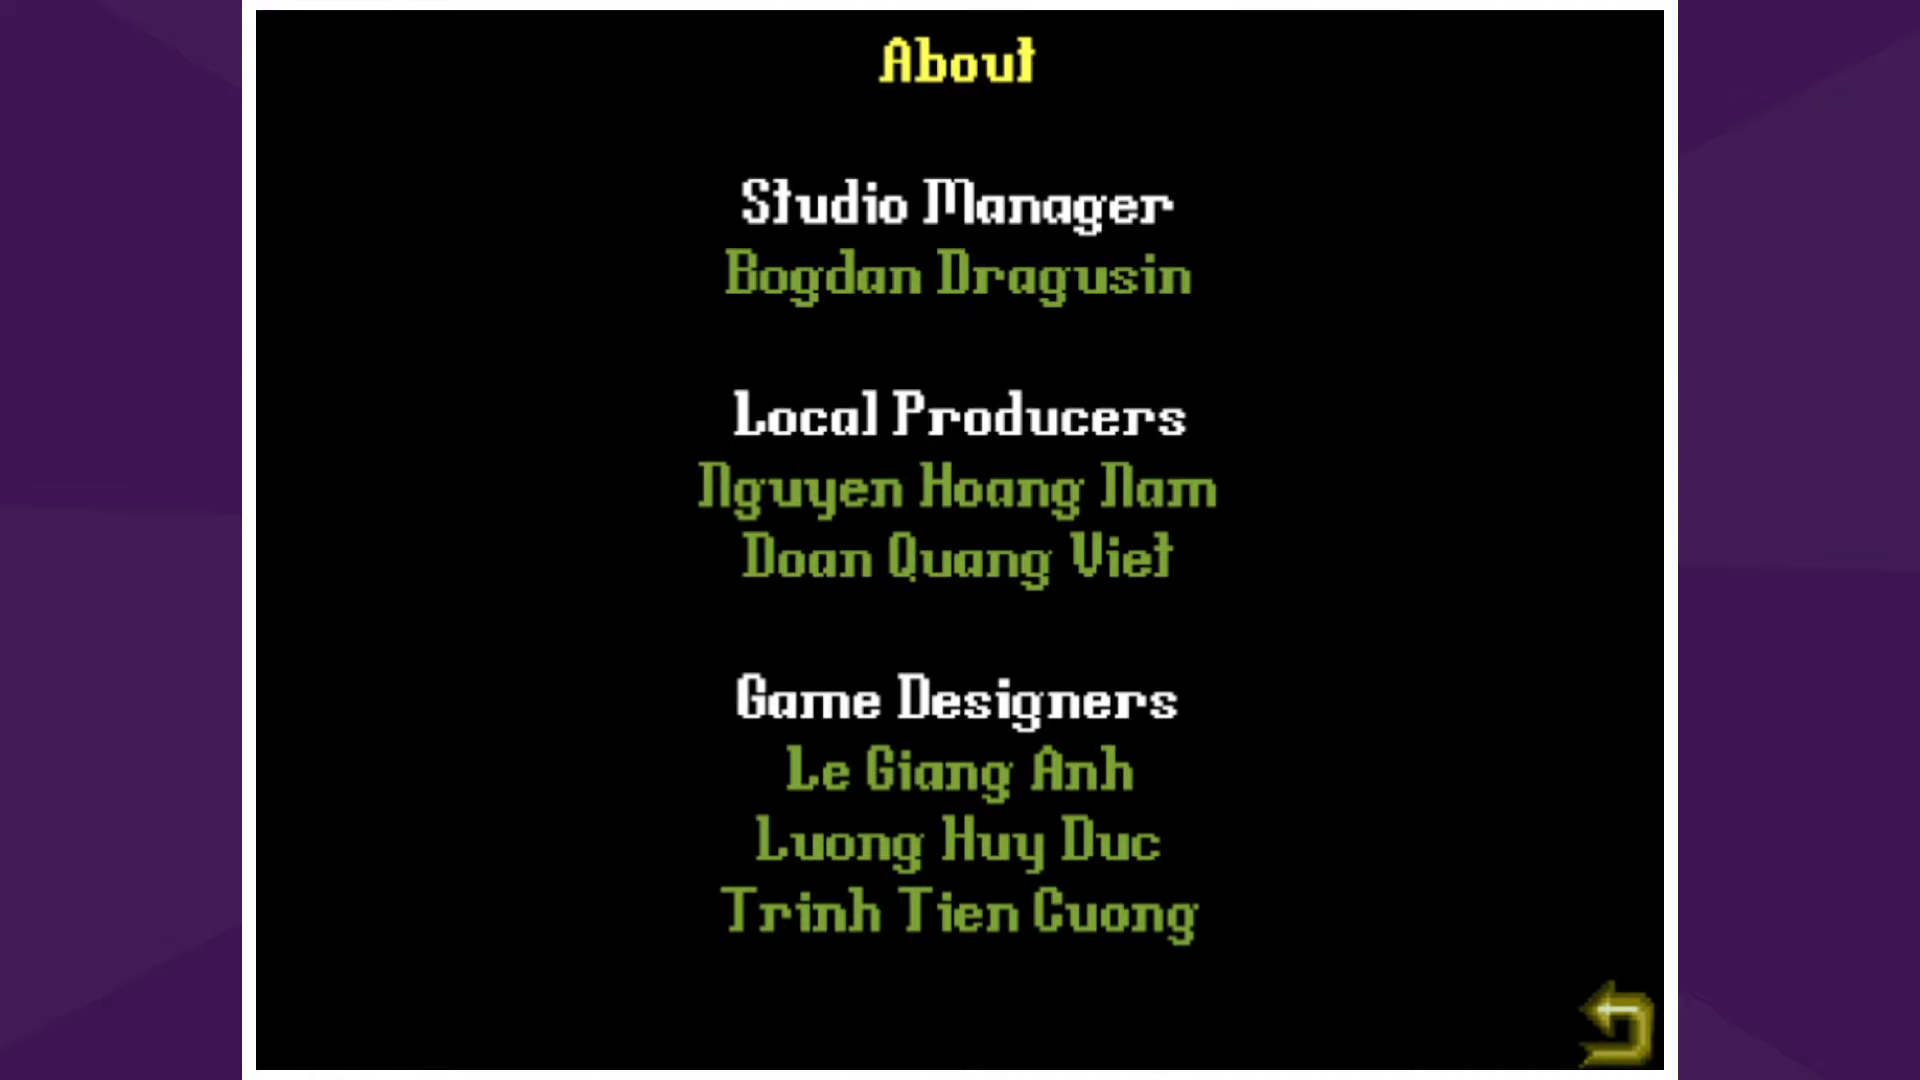 About
Studio Manager
Bogdan Dragusin
Local Producers
Nguyen Hoang Nam
Doan Quang Viet
Game Designers
Le Giang Anh
Luong Huy Duc
Trinh Tien Cuong